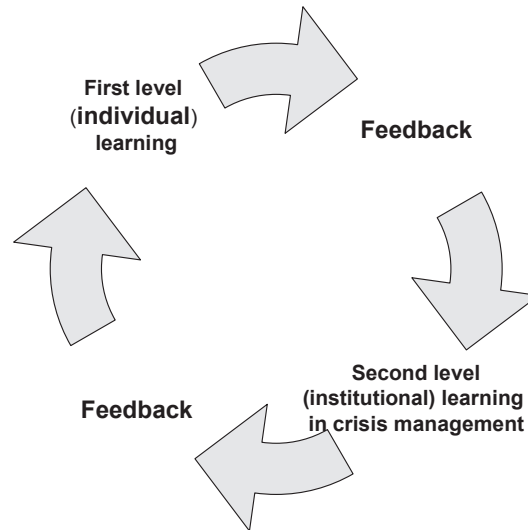 First level
(individual)
learning
Feedback
Second level
(institutional) learning
in crisis management
Feedback